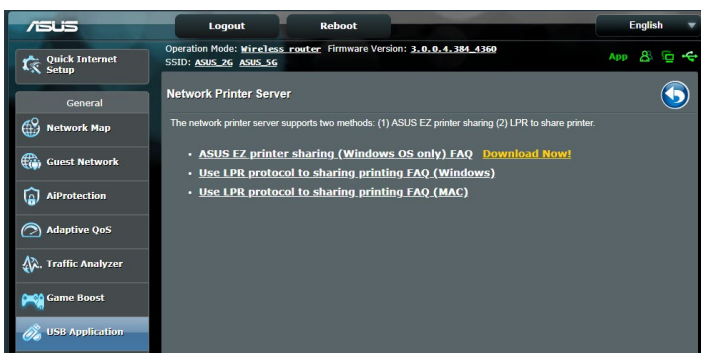 ASUS
Logout
Reboot
English
Operation Mode: Wireless router Firmware Version: 3.0.0.4.384_4360
SSID: ASUS_2G ASUS_5G
App
Quick Internet
Setup
General
Network Map
Guest Network
AiProtection
Adaptive QoS
Traffic Analyzer
Game Boost
USB Application
Network Printer Server
The network printer server supports two methods: (1) ASUS EZ printer sharing (2) LPR to share printer.
• ASUS EZ printer sharing (Windows OS only) FAQ Download Now!
• Use LPR protocol to sharing printing FAQ (Windows)
• Use LPR protocol to sharing printing FAQ (MAC)